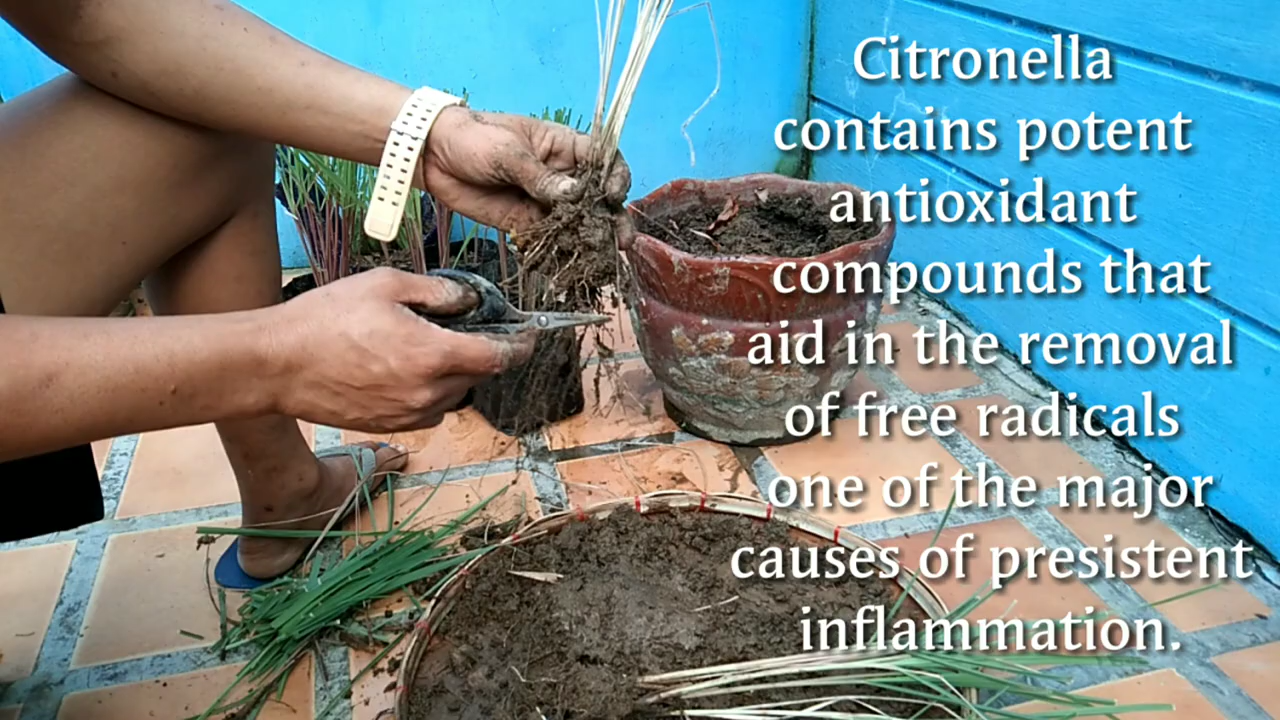 Citronella
contains potent
antioxidant
compounds that
aid in the removal
of free radicals
one of the major
causes of presistent
inflammation.